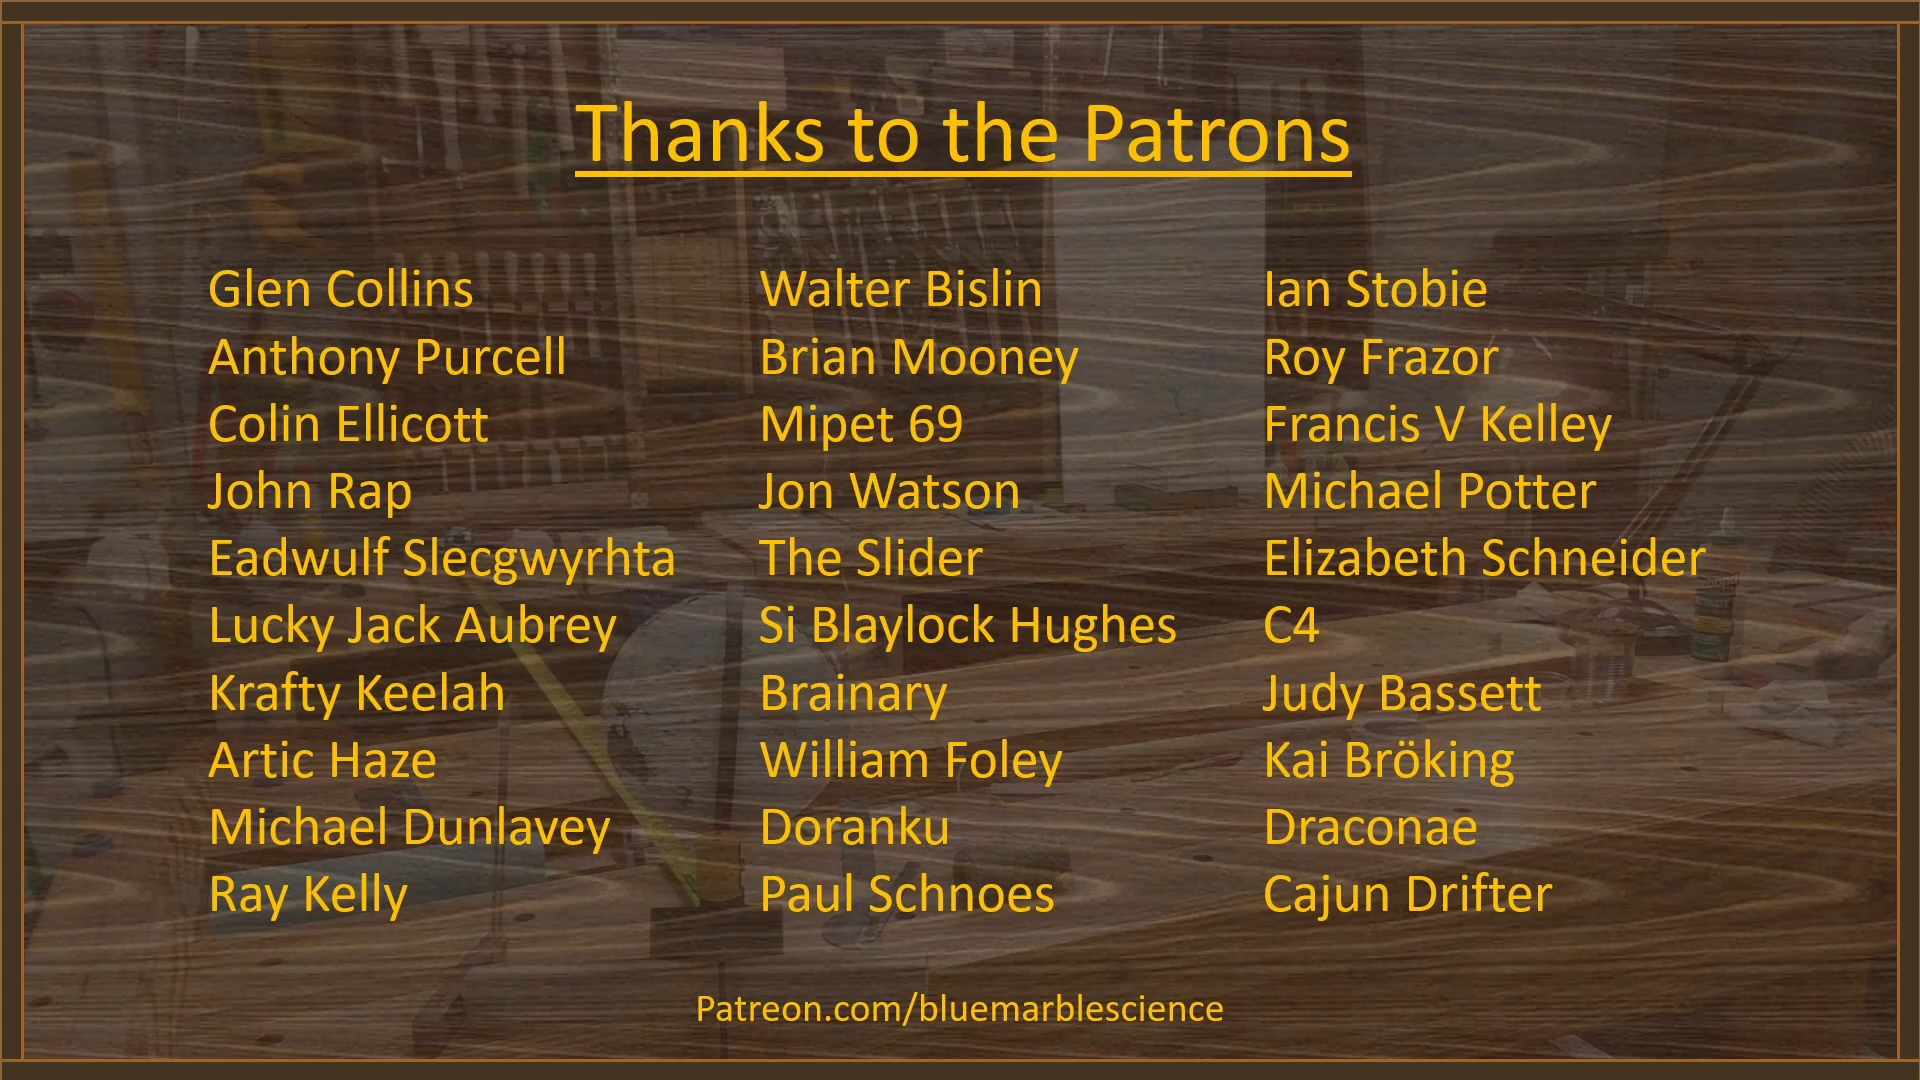 Thanks to the Patrons
Glen Collins
Anthony Purcell
Colin Ellicott
John Rap
Eadwulf Slecgwyrhta
Lucky Jack Aubrey
Krafty Keelah
Artic Haze
Michael Dunlavey
Ray Kelly
Walter Bislin
Brian Mooney
Mipet 69
Jon Watson
The Slider
Si Blaylock Hughes
Brainary
William Foley
Doranku
Paul Schnoes
Ian Stobie
Roy Frazor
Francis V Kelley
Michael Potter
Elizabeth Schneider
C4
Judy Bassett
Kai Bröking
Draconae
Cajun Drifter
Patreon.com/bluemarblescience